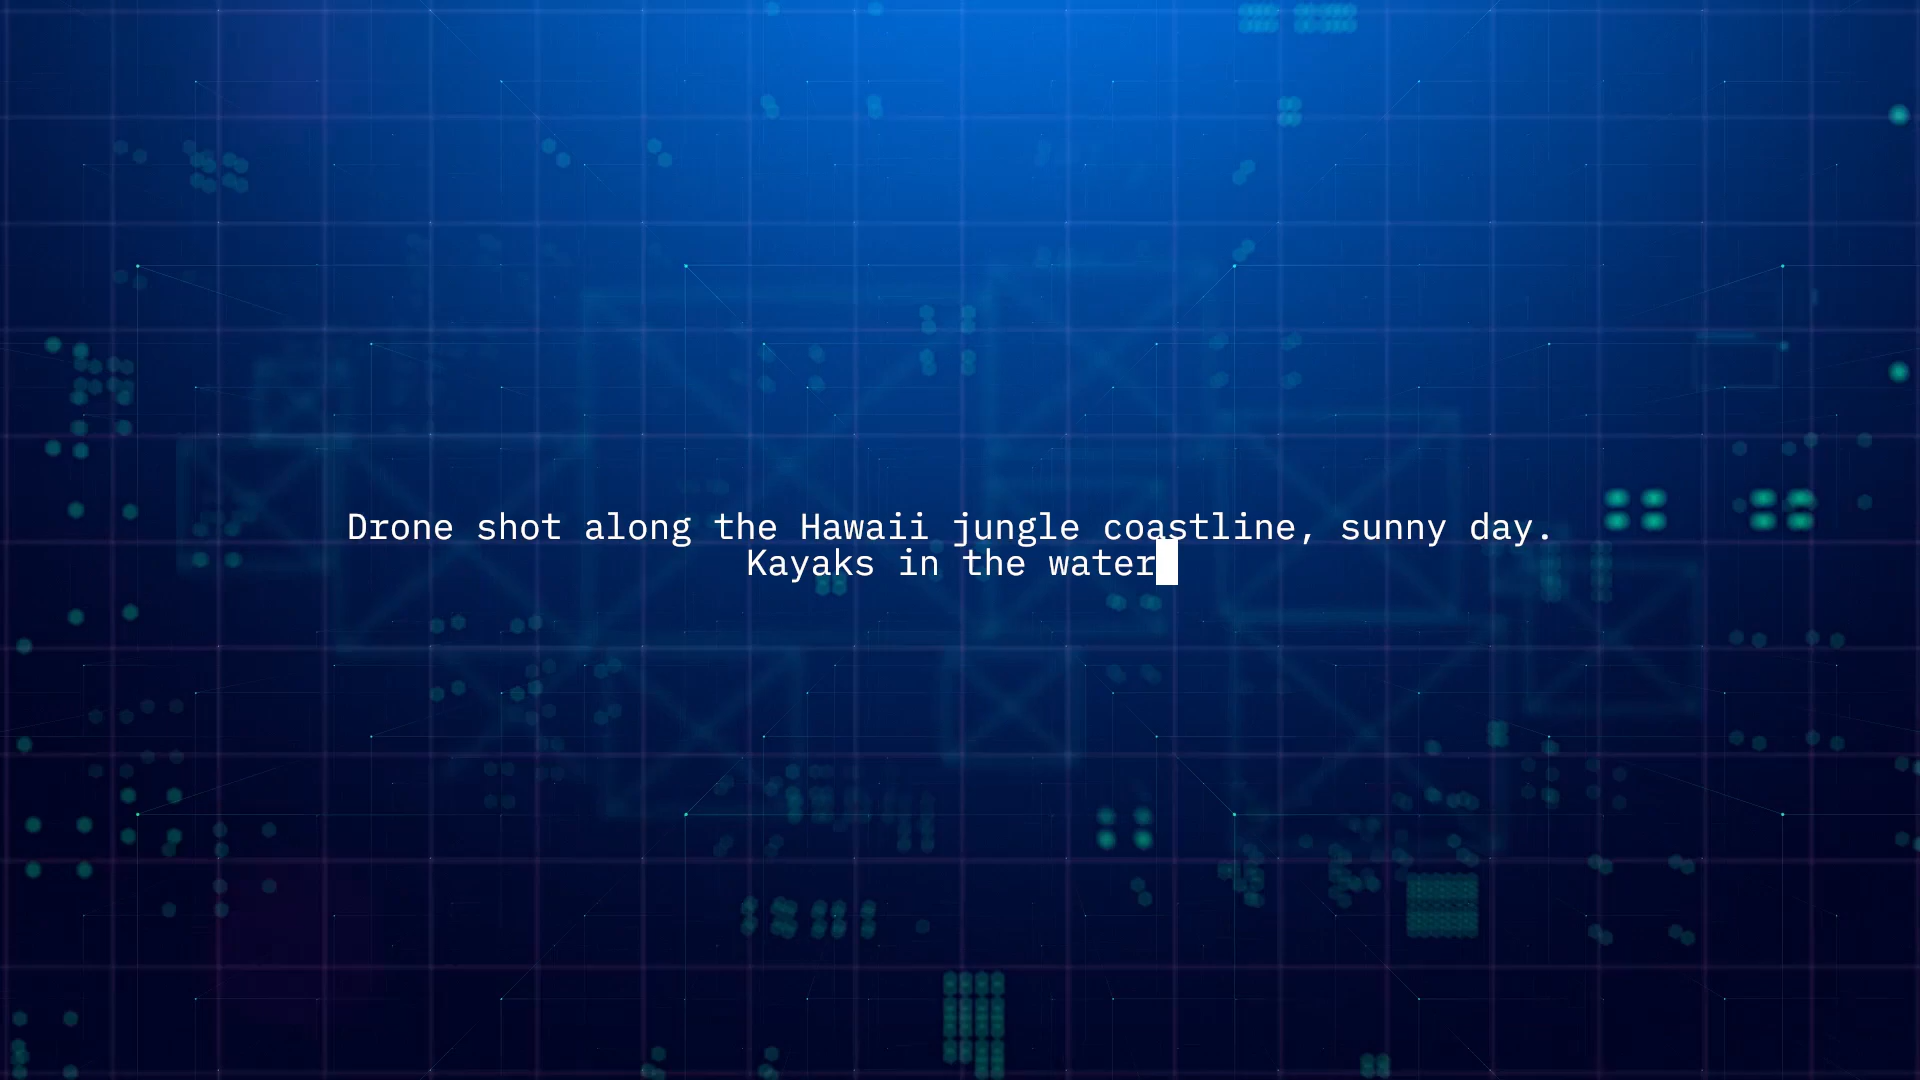 Drone shot along the Hawaii jungle coastline, sunny day.
Kayaks in the water